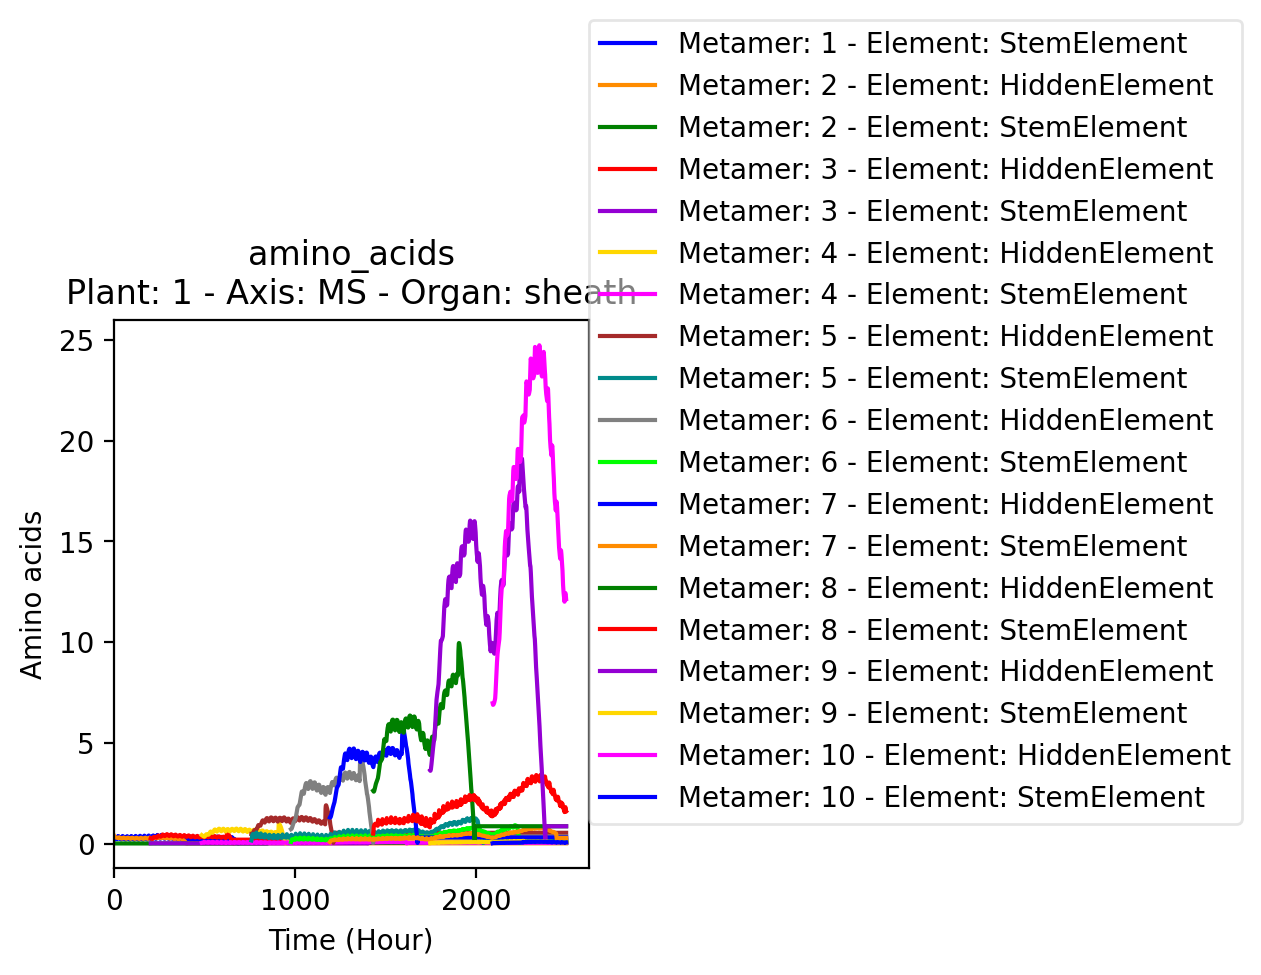 amino_acids
Plant: 1 - Axis: MS - Organ: sheath
Metamer: 1 - Element: StemElement
Metamer: 2 - Element: HiddenElement
Metamer: 2 - Element: StemElement
Metamer: 3 - Element: HiddenElement
Metamer: 3 - Element: StemElement
Metamer: 4 - Element: HiddenElement
Metamer: 4 - Element: StemElement
Metamer: 5 - Element: HiddenElement
Metamer: 5 - Element: StemElement
Metamer: 6 - Element: HiddenElement
Metamer: 6 - Element: StemElement
Metamer: 7 - Element: HiddenElement
Metamer: 7 - Element: StemElement
Metamer: 8 - Element: HiddenElement
Metamer: 8 - Element: StemElement
Metamer: 9 - Element: HiddenElement
Metamer: 9 - Element: StemElement
Metamer: 10 - Element: HiddenElement
Metamer: 10 - Element: StemElement
Amino acids
25
20
15
10
5
0
0 1000 2000
Time (Hour)